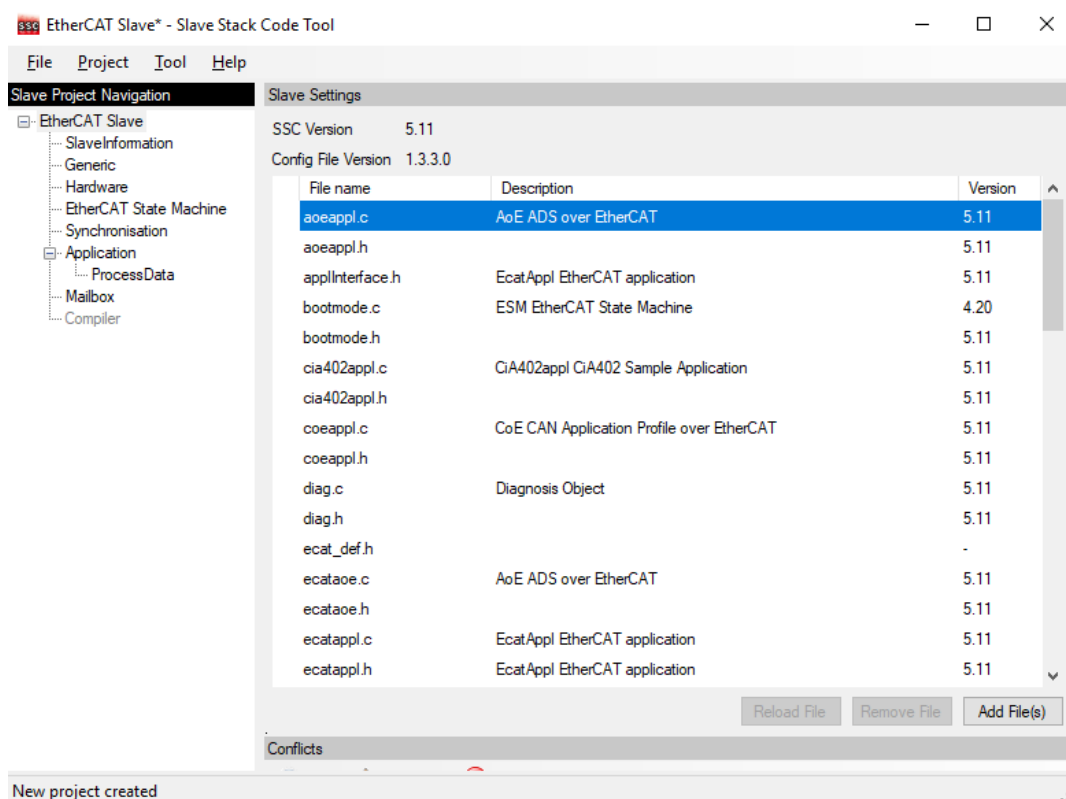 ssc EtherCAT Slave* - Slave Stack Code Tool
File Project Tool Help
Slave Project Navigation
EtherCAT Slave
SlaveInformation
Generic
Hardware
EtherCAT State Machine
Synchronisation
Application
ProcessData
Mailbox
Compiler
Slave Settings
SSC Version 5.11
Config File Version 1.3.3.0
File name Description Version
aoeappl.c AoE ADS over EtherCAT 5.11
aoeappl.h 5.11
applInterface.h EcatAppl EtherCAT application 5.11
bootmode.c ESM EtherCAT State Machine 4.20
bootmode.h 5.11
cia402appl.c CiA402appl CiA402 Sample Application 5.11
cia402appl.h 5.11
coeappl.c CoE CAN Application Profile over EtherCAT 5.11
coeappl.h 5.11
diag.c Diagnosis Object 5.11
diag.h 5.11
ecat_def.h -
ecataoe.c AoE ADS over EtherCAT 5.11
ecataoe.h 5.11
ecatappl.c EcatAppl EtherCAT application 5.11
ecatappl.h EcatAppl EtherCAT application 5.11
Reload File Remove File Add File(s)
Conflicts
New project created